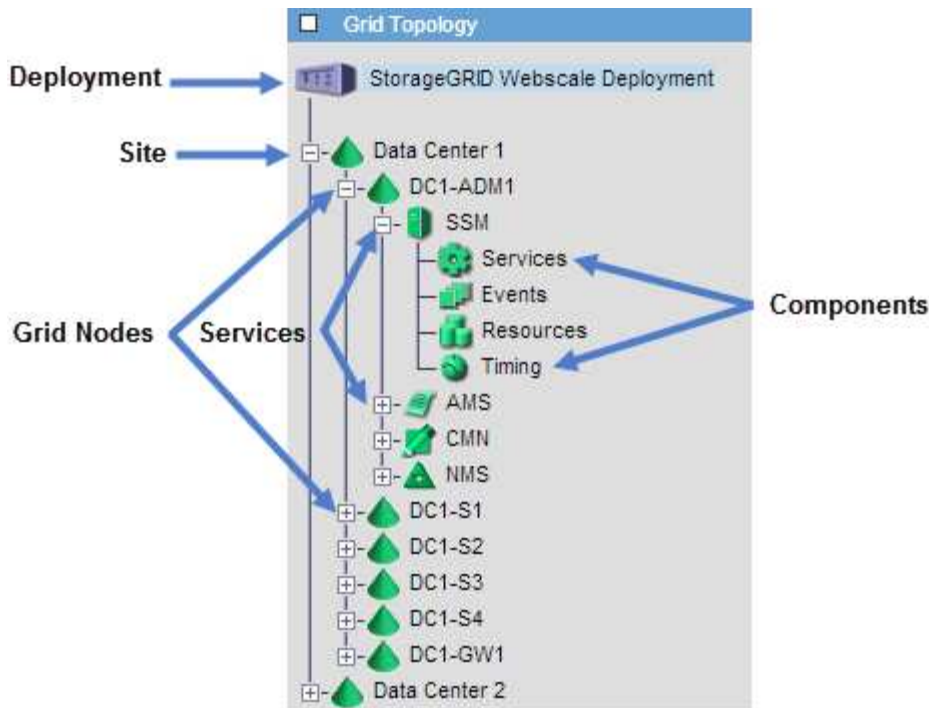 Grid Topology
Deployment
StorageGRID Webscale Deployment
Site
Data Center 1
DC1-ADM1
SSM
Services
Events
Components
Grid Nodes
Services
Resources
Timing
AMS
CMN
NMS
DC1-S1
DC1-S2
DC1-S3
DC1-S4
DC1-GW1
Data Center 2